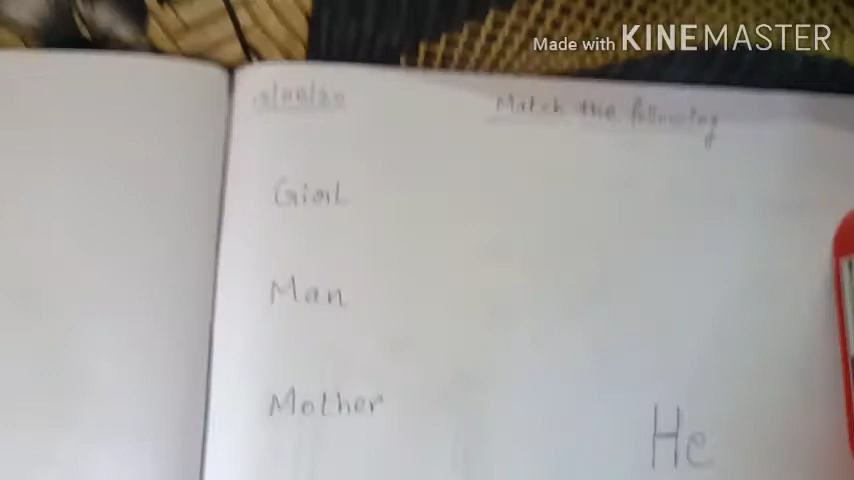 Made with KINEMASTER
Match the following
Girl
Man
Mother
He